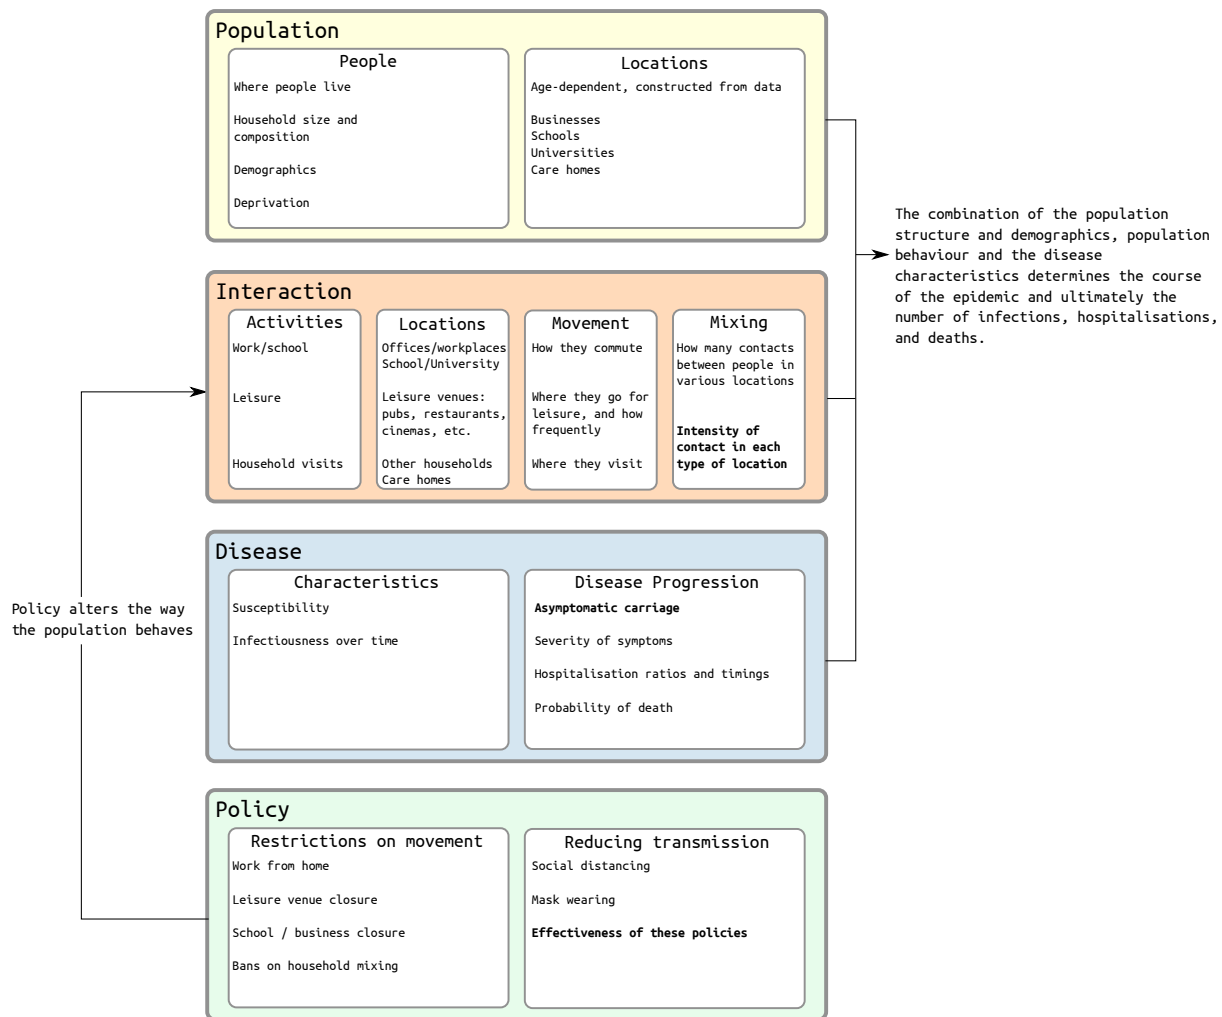 Population
People
Where people live
Household size and
composition
Demographics
Deprivation
Locations
Age-dependent, constructed from data
Businesses
Schools
Universities
Care homes
The combination of the population
structure and demographics, population
behaviour and the disease
characteristics determines the course
of the epidemic and ultimately the
number of infections, hospitalisations,
and deaths.
Interaction
Activities
Work/school
Leisure
Household visits
Locations
Offices/workplaces
School/University
Leisure venues:
pubs, restaurants,
cinemas, etc.
Other households
Care homes
Movement
How they commute
Where they go for
leisure, and how
frequently
Where they visit
Mixing
How many contacts
between people in
various locations
Intensity of
contact in each
type of location
Disease
Characteristics
Susceptibility
Infectiousness over time
Disease Progression
Asymptomatic carriage
Severity of symptoms
Hospitalisation ratios and timings
Probability of death
Policy alters the way
the population behaves
Policy
Restrictions on movement
Work from home
Leisure venue closure
School / business closure
Bans on household mixing
Reducing transmission
Social distancing
Mask wearing
Effectiveness of these policies